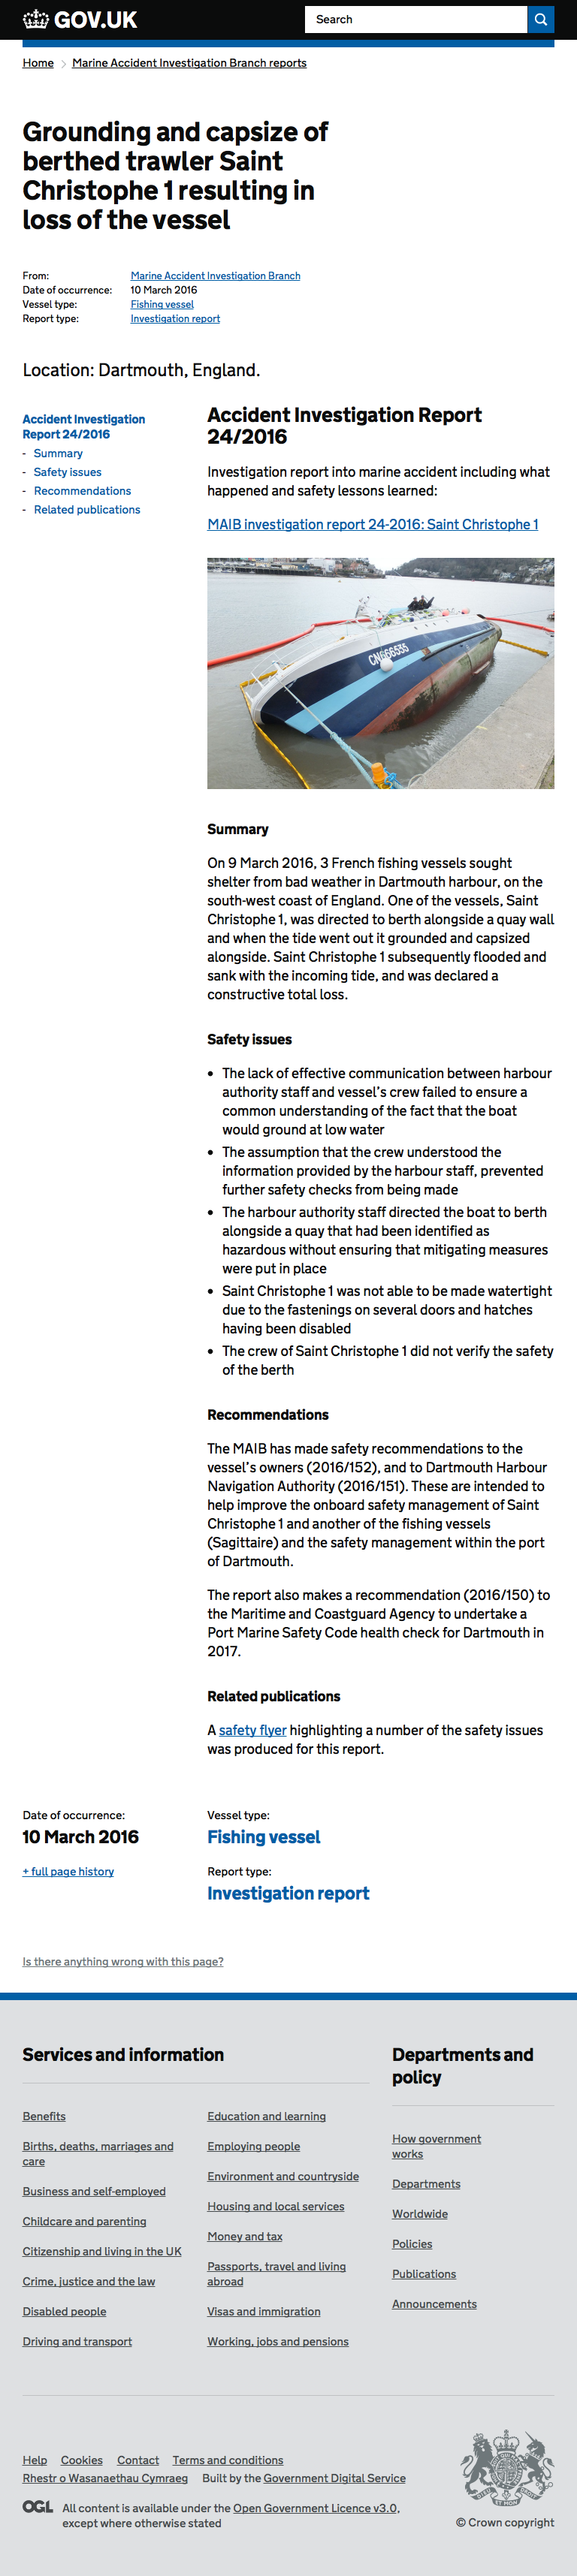 GOV.UK
Search
Home
Marine Accident Investigation Branch reports
Grounding and capsize of
berthed trawler Saint
Christophe 1 resulting in
loss of the vessel
From: Marine Accident Investigation Branch
Date of occurrence: 10 March 2016
Vessel type: Fishing vessel
Report type: Investigation report
Location: Dartmouth, England.
Accident Investigation
Report 24/2016
- Summary
- Safety issues
- Recommendations
- Related publications
Accident Investigation Report
24/2016
Investigation report into marine accident including what
happened and safety lessons learned:
MAIB investigation report 24-2016: Saint Christophe 1
CN666535
Summary
On 9 March 2016, 3 French fishing vessels sought
shelter from bad weather in Dartmouth harbour, on the
south-west coast of England. One of the vessels, Saint
Christophe 1, was directed to berth alongside a quay wall
and when the tide went out it grounded and capsized
alongside. Saint Christophe 1 subsequently flooded and
sank with the incoming tide, and was declared a
constructive total loss.
Safety issues
• The lack of effective communication between harbour
authority staff and vessel's crew failed to ensure a
common understanding of the fact that the boat
would ground at low water
• The assumption that the crew understood the
information provided by the harbour staff, prevented
further safety checks from being made
• The harbour authority staff directed the boat to berth
alongside a quay that had been identified as
hazardous without ensuring that mitigating measures
were put in place
• Saint Christophe 1 was not able to be made watertight
due to the fastenings on several doors and hatches
having been disabled
• The crew of Saint Christophe 1 did not verify the safety
of the berth
Recommendations
The MAIB has made safety recommendations to the
vessel's owners (2016/152), and to Dartmouth Harbour
Navigation Authority (2016/151). These are intended to
help improve the onboard safety management of Saint
Christophe 1 and another of the fishing vessels
(Sagittaire) and the safety management within the port
of Dartmouth.
The report also makes a recommendation (2016/150) to
the Maritime and Coastguard Agency to undertake a
Port Marine Safety Code health check for Dartmouth in
2017.
Related publications
A safety flyer highlighting a number of the safety issues
was produced for this report.
Date of occurrence:
10 March 2016
+ full page history
Vessel type:
Fishing vessel
Report type:
Investigation report
Is there anything wrong with this page?
Services and information
Benefits
Births, deaths, marriages and
care
Business and self-employed
Childcare and parenting
Citizenship and living in the UK
Crime, justice and the law
Disabled people
Driving and transport
Education and learning
Employing people
Environment and countryside
Housing and local services
Money and tax
Passports, travel and living
abroad
Visas and immigration
Working, jobs and pensions
Departments and
policy
How government
works
Departments
Worldwide
Policies
Publications
Announcements
Help Cookies Contact Terms and conditions
Rhestr o Wasanaethau Cymraeg Built by the Government Digital Service
OGL All content is available under the Open Government Licence v3.0,
except where otherwise stated
© Crown copyright